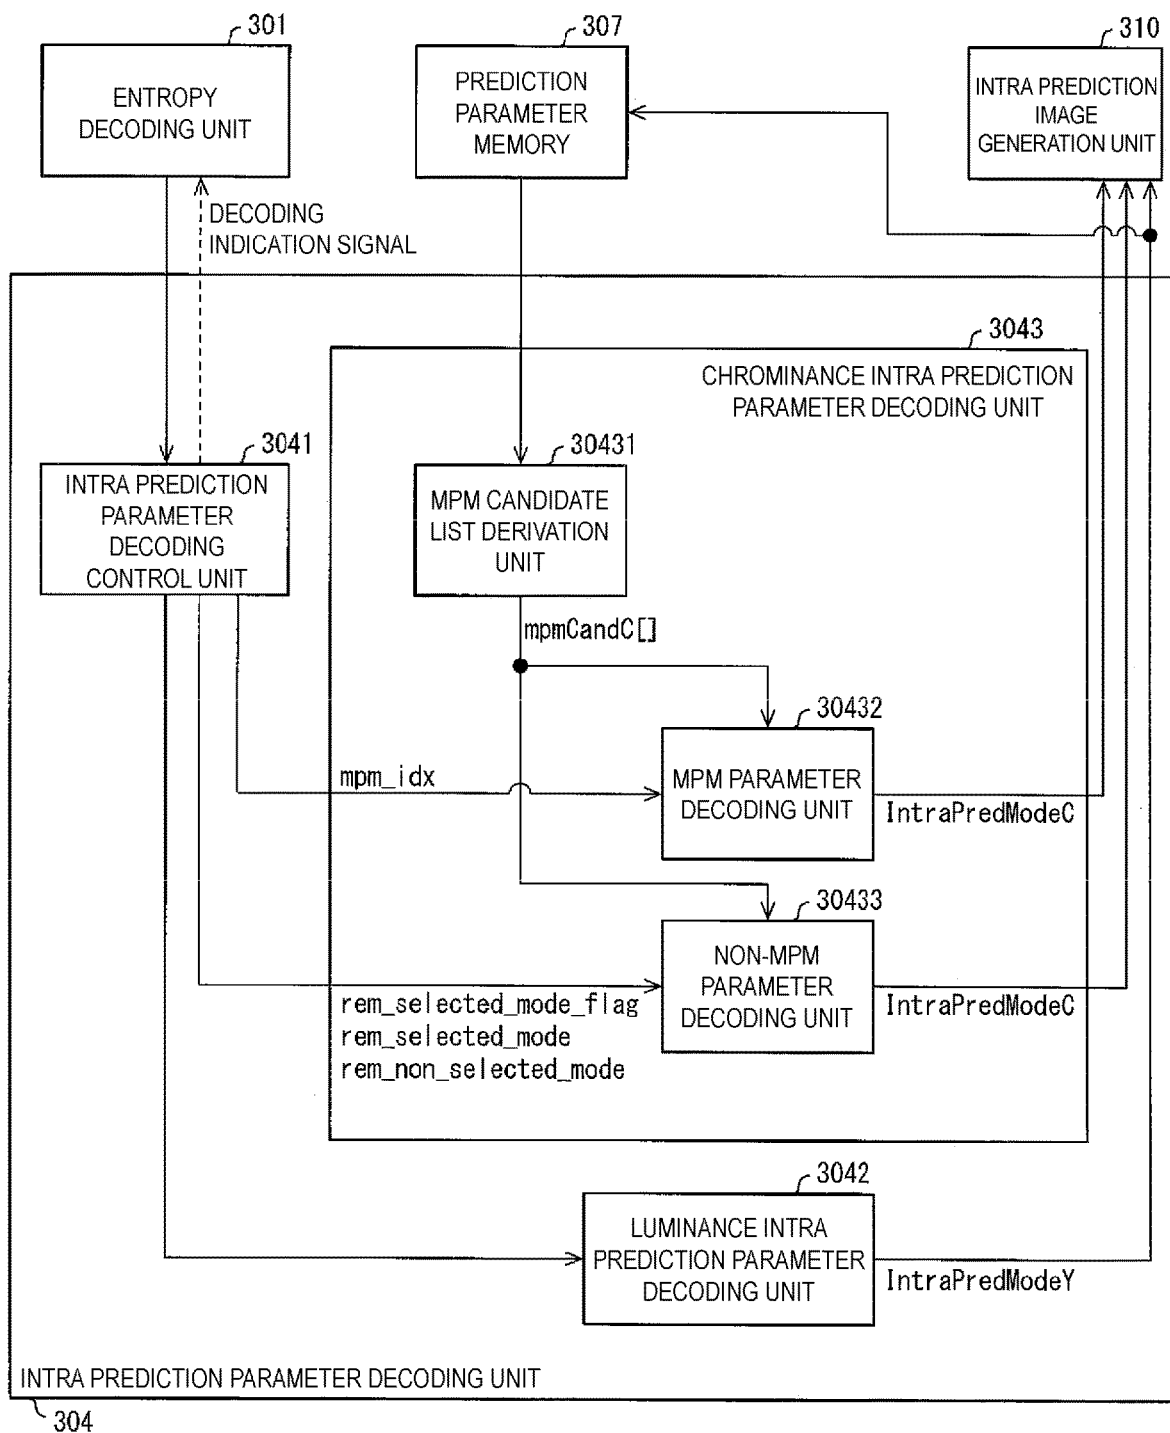 301
ENTROPY
DECODING UNIT
307
PREDICTION
PARAMETER
MEMORY
310
INTRA PREDICTION
IMAGE
GENERATION UNIT
DECODING
INDICATION SIGNAL
3043
CHROMINANCE INTRA PREDICTION
PARAMETER DECODING UNIT
3041
INTRA PREDICTION
PARAMETER
DECODING
CONTROL UNIT
30431
MPM CANDIDATE
LIST DERIVATION
UNIT
mpmCandC[]
30432
MPM PARAMETER
DECODING UNIT
mpm_idx
IntraPredModeC
30433
NON-MPM
PARAMETER
DECODING UNIT
IntraPredModeC
rem_selected_mode_flag
rem_selected_mode
rem_non_selected_mode
3042
LUMINANCE INTRA
PREDICTION PARAMETER
DECODING UNIT
IntraPredModeY
INTRA PREDICTION PARAMETER DECODING UNIT
304